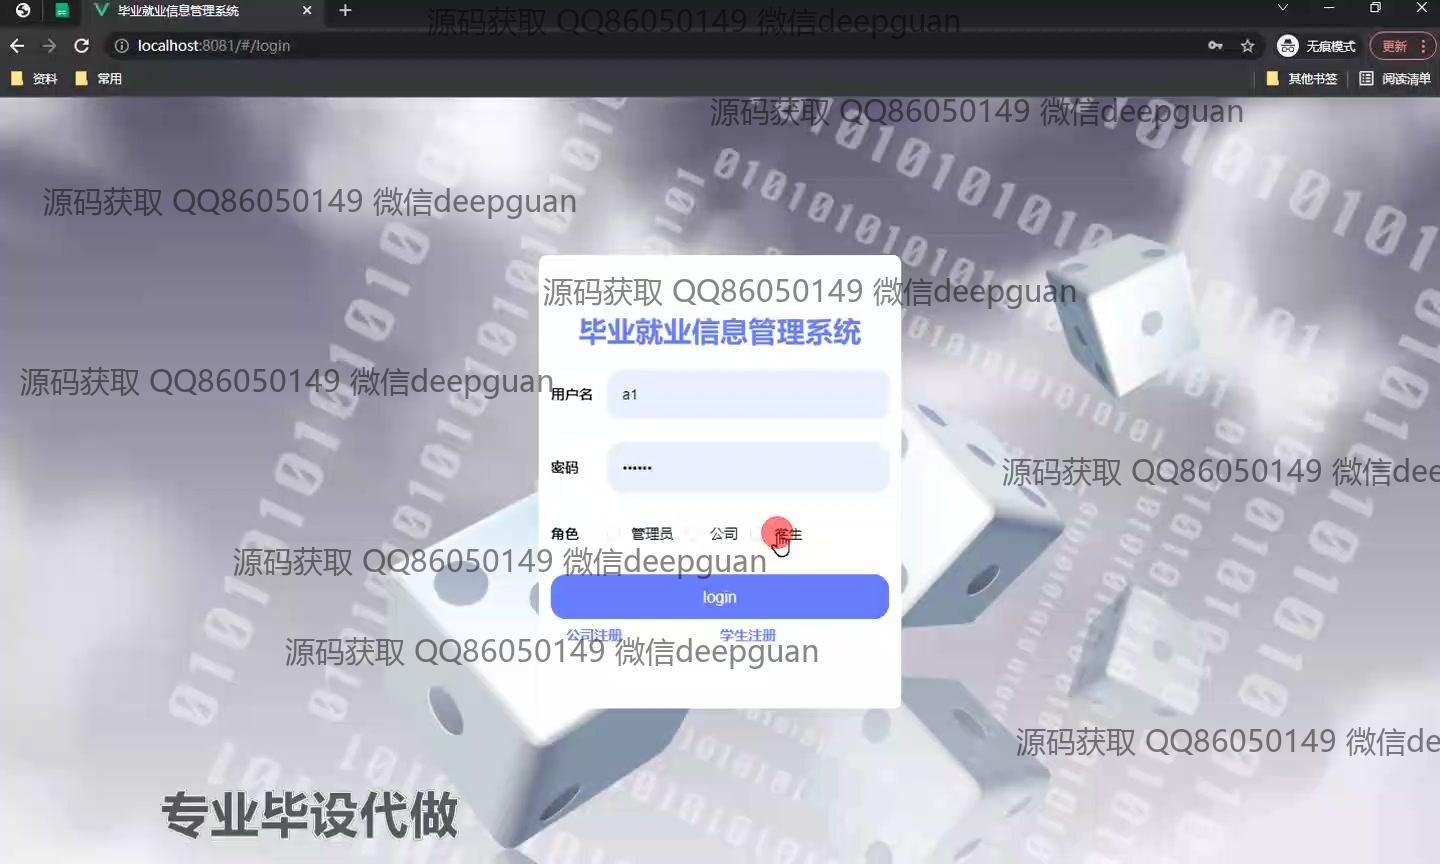 毕业就业信息管理系统
源码获取 QQ86050149 微信deepguan
localhost:8081/#/login
无痕模式
更新
资料
常用
其他书签
阅读清单
源码获取 QQ86050149 微信deepguan
源码获取 QQ86050149 微信deepguan
源码获取 QQ86050149 微信deepguan
毕业就业信息管理系统
源码获取 QQ86050149 微信deepguan
用户名
a1
密码
••••••
源码获取 QQ86050149 微信dee
角色
管理员
公司
学生
源码获取 QQ86050149 微信deepguan
login
公司注册
学生注册
源码获取 QQ86050149 微信deepguan
源码获取 QQ86050149 微信de
专业毕设代做